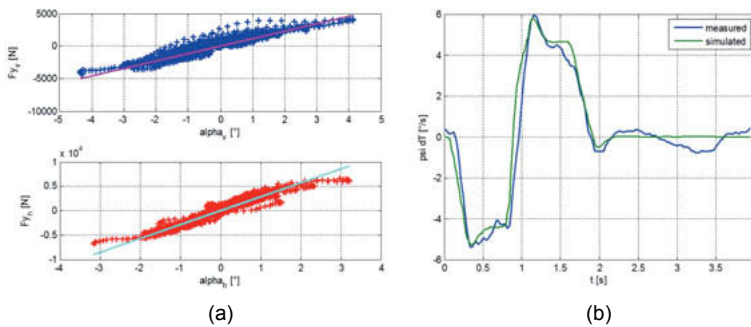 5000
0
-5000
-10000
Fy_v [N]
-5 -4 -3 -2 -1 0 1 2 3 4 5
alpha_v [°]
x 10^4
1
0.5
0
-0.5
-1
Fy_h [N]
-4 -3 -2 -1 0 1 2 3 4
alpha_h [°]
(a)
6
4
2
0
-2
-4
-6
psi dT [°/s]
measured
simulated
0 0.5 1 1.5 2 2.5 3 3.5
t [s]
(b)